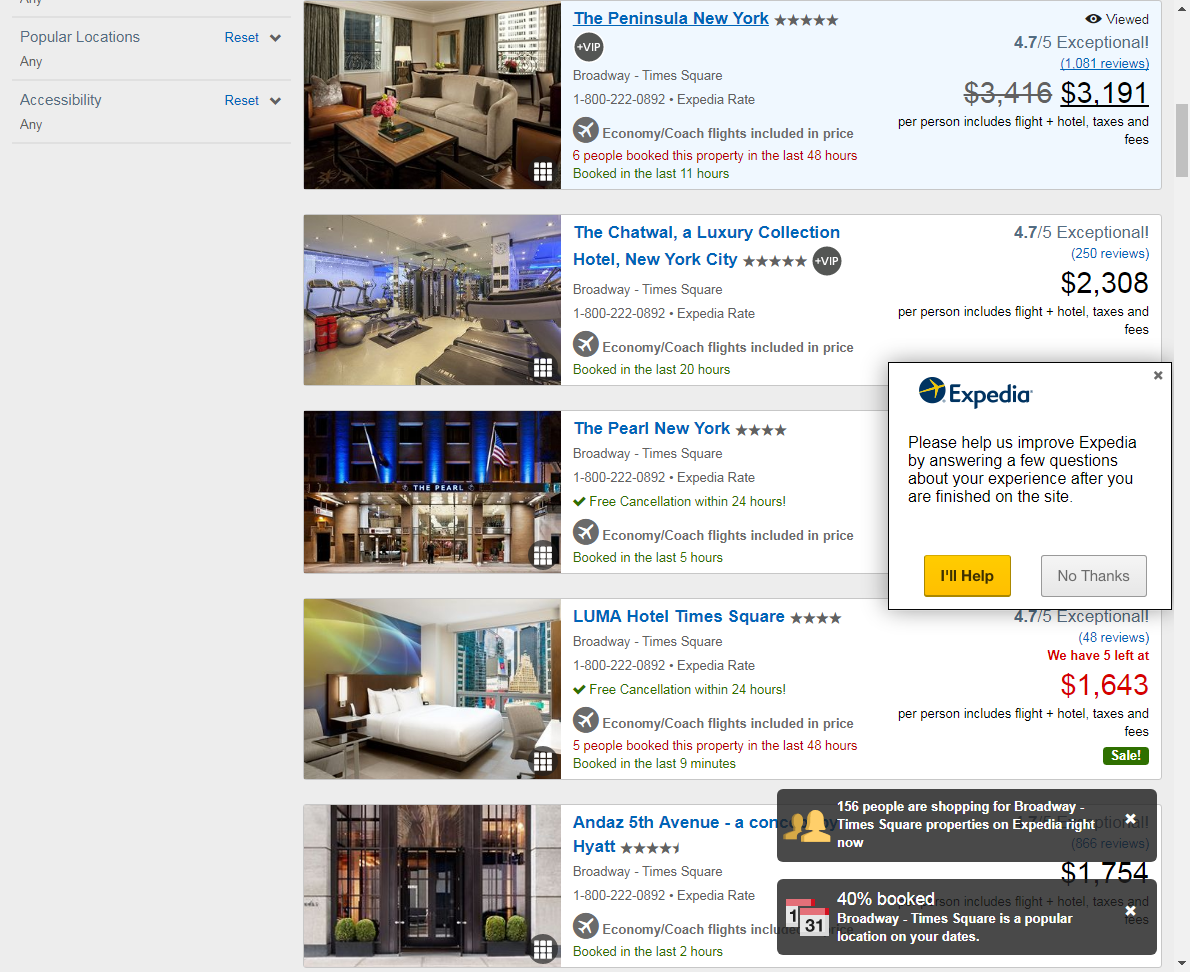 Any
Popular Locations Reset
Any
Accessibility Reset
Any
The Peninsula New York Viewed
+VIP
4.7/5 Exceptional!
(1,081 reviews)
Broadway - Times Square
$3,416 $3,191
1-800-222-0892 • Expedia Rate
per person includes flight + hotel, taxes and
fees
Economy/Coach flights included in price
6 people booked this property in the last 48 hours
Booked in the last 11 hours
The Chatwal, a Luxury Collection
Hotel, New York City +VIP
4.7/5 Exceptional!
(250 reviews)
$2,308
Broadway - Times Square
1-800-222-0892 • Expedia Rate
per person includes flight + hotel, taxes and
fees
Economy/Coach flights included in price
Booked in the last 20 hours
THE PEARL
The Pearl New York
Broadway - Times Square
1-800-222-0892 • Expedia Rate
Free Cancellation within 24 hours!
Economy/Coach flights included in price
Booked in the last 5 hours
Expedia
Please help us improve Expedia
by answering a few questions
about your experience after you
are finished on the site.
I'll Help No Thanks
LUMA Hotel Times Square
4.7/5 Exceptional!
(48 reviews)
We have 5 left at
$1,643
Broadway - Times Square
1-800-222-0892 • Expedia Rate
per person includes flight + hotel, taxes and
fees
Free Cancellation within 24 hours!
Sale!
Economy/Coach flights included in price
5 people booked this property in the last 48 hours
Booked in the last 9 minutes
Andaz 5th Avenue - a concept by
Hyatt
(866 reviews)
$1,754
Broadway - Times Square
1-800-222-0892 • Expedia Rate
Economy/Coach flights included in price
Booked in the last 2 hours
156 people are shopping for Broadway -
Times Square properties on Expedia right
now
1 31
40% booked
Broadway - Times Square is a popular
location on your dates.